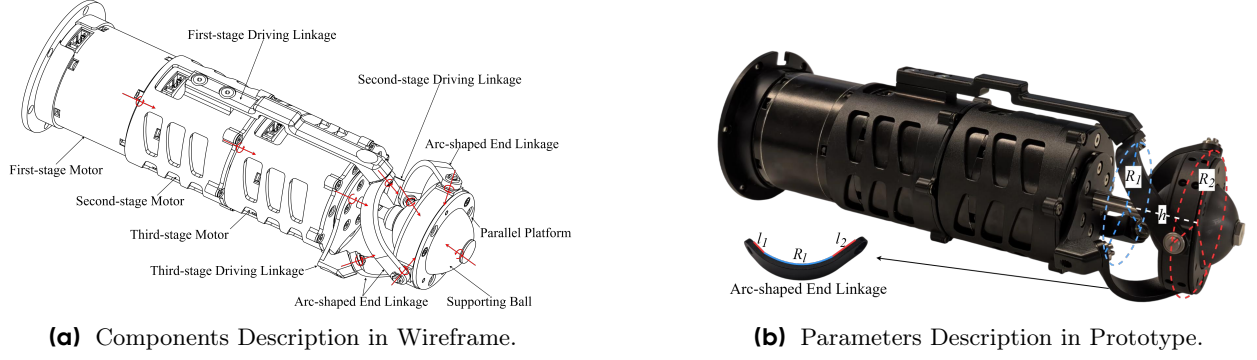 First-stage Driving Linkage
Second-stage Driving Linkage
Arc-shaped End Linkage
First-stage Motor
Second-stage Motor
Third-stage Motor
Parallel Platform
Third-stage Driving Linkage
Arc-shaped End Linkage
Supporting Ball
(a) Components Description in Wireframe.
R1
R2
h
l1
Rl
l2
Arc-shaped End Linkage
(b) Parameters Description in Prototype.